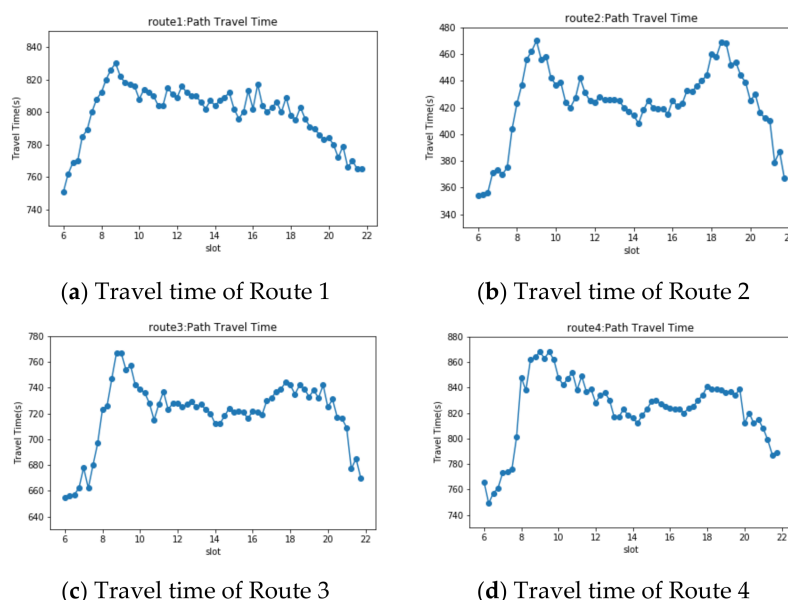 route1:Path Travel Time
Travel Time(s)
840
820
800
780
760
740
6 8 10 12 14 16 18 20 22
slot
(a) Travel time of Route 1
route2:Path Travel Time
Travel Time(s)
480
460
440
420
400
380
360
340
6 8 10 12 14 16 18 20
slot
(b) Travel time of Route 2
route3:Path Travel Time
Travel Time(s)
780
760
740
720
700
680
660
640
6 8 10 12 14 16 18 20 22
slot
(c) Travel time of Route 3
route4:Path Travel Time
Travel Time(s)
880
860
840
820
800
780
760
740
6 8 10 12 14 16 18 20 22
slot
(d) Travel time of Route 4